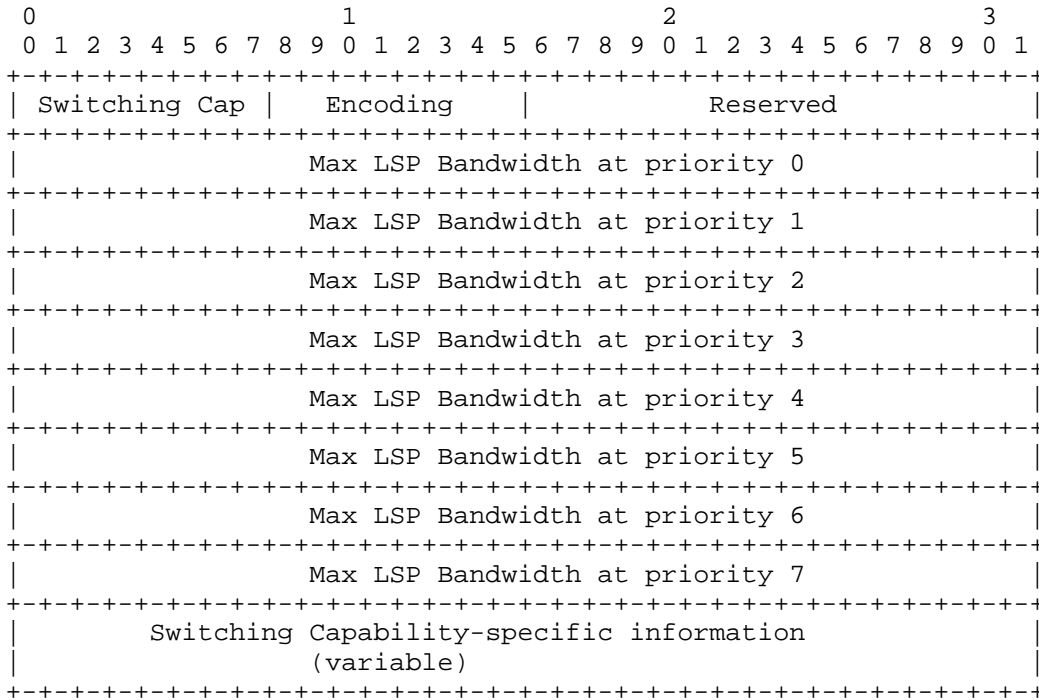 0                   1                   2                   3
 0 1 2 3 4 5 6 7 8 9 0 1 2 3 4 5 6 7 8 9 0 1 2 3 4 5 6 7 8 9 0 1
+-+-+-+-+-+-+-+-+-+-+-+-+-+-+-+-+-+-+-+-+-+-+-+-+-+-+-+-+-+-+-+-+
| Switching Cap |   Encoding    |           Reserved            |
+-+-+-+-+-+-+-+-+-+-+-+-+-+-+-+-+-+-+-+-+-+-+-+-+-+-+-+-+-+-+-+-+
|                  Max LSP Bandwidth at priority 0              |
+-+-+-+-+-+-+-+-+-+-+-+-+-+-+-+-+-+-+-+-+-+-+-+-+-+-+-+-+-+-+-+-+
|                  Max LSP Bandwidth at priority 1              |
+-+-+-+-+-+-+-+-+-+-+-+-+-+-+-+-+-+-+-+-+-+-+-+-+-+-+-+-+-+-+-+-+
|                  Max LSP Bandwidth at priority 2              |
+-+-+-+-+-+-+-+-+-+-+-+-+-+-+-+-+-+-+-+-+-+-+-+-+-+-+-+-+-+-+-+-+
|                  Max LSP Bandwidth at priority 3              |
+-+-+-+-+-+-+-+-+-+-+-+-+-+-+-+-+-+-+-+-+-+-+-+-+-+-+-+-+-+-+-+-+
|                  Max LSP Bandwidth at priority 4              |
+-+-+-+-+-+-+-+-+-+-+-+-+-+-+-+-+-+-+-+-+-+-+-+-+-+-+-+-+-+-+-+-+
|                  Max LSP Bandwidth at priority 5              |
+-+-+-+-+-+-+-+-+-+-+-+-+-+-+-+-+-+-+-+-+-+-+-+-+-+-+-+-+-+-+-+-+
|                  Max LSP Bandwidth at priority 6              |
+-+-+-+-+-+-+-+-+-+-+-+-+-+-+-+-+-+-+-+-+-+-+-+-+-+-+-+-+-+-+-+-+
|                  Max LSP Bandwidth at priority 7              |
+-+-+-+-+-+-+-+-+-+-+-+-+-+-+-+-+-+-+-+-+-+-+-+-+-+-+-+-+-+-+-+-+
|        Switching Capability-specific information              |
|                  (variable)                                   |
+-+-+-+-+-+-+-+-+-+-+-+-+-+-+-+-+-+-+-+-+-+-+-+-+-+-+-+-+-+-+-+-+